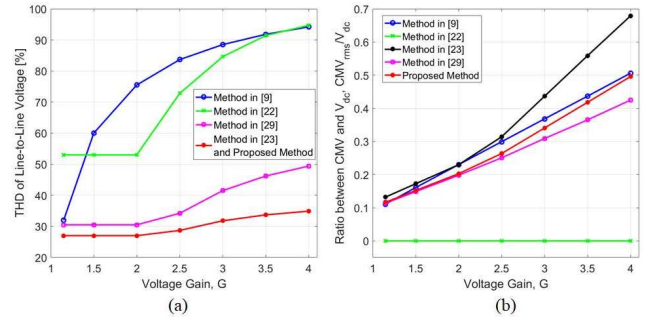 (a)
THD of Line-to-Line Voltage [%]
100
90
80
70
60
50
40
30
20
Method in [9]
Method in [22]
Method in [29]
Method in [23]
and Proposed Method
1
1.5
2
2.5
3
3.5
4
Voltage Gain, G
(a)
(b)
Ratio between CMV and Vdc, CMVrms/Vdc
0.7
0.6
0.5
0.4
0.3
0.2
0.1
0
Method in [9]
Method in [22]
Method in [23]
Method in [29]
Proposed Method
1
1.5
2
2.5
3
3.5
4
Voltage Gain, G
(b)